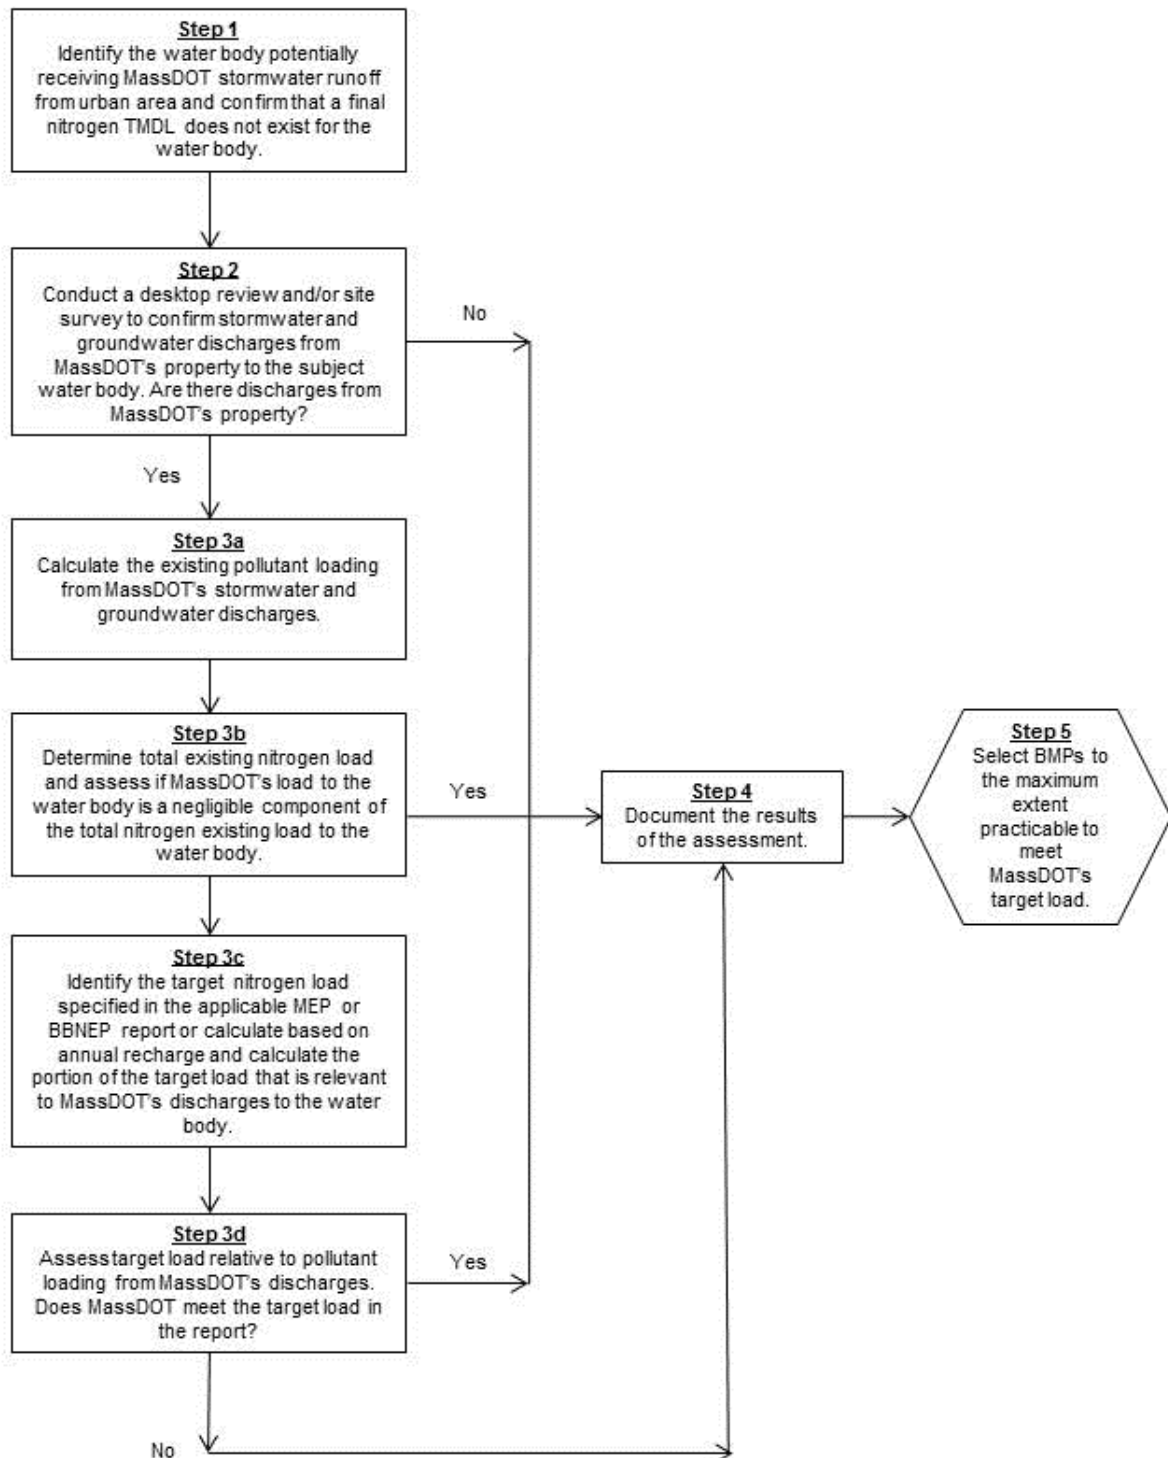 Step 1
Identify the water body potentially
receiving MassDOT stormwater runoff
from urban area and confirm that a final
nitrogen TMDL does not exist for the
water body.
Step 2
Conduct a desktop review and/or site
survey to confirm stormwater and
groundwater discharges from
MassDOT's property to the subject
water body. Are there discharges from
MassDOT's property?
No
Yes
Step 3a
Calculate the existing pollutant loading
from MassDOT's stormwater and
groundwater discharges.
Step 3b
Determine total existing nitrogen load
and assess if MassDOT's load to the
water body is a negligible component of
the total nitrogen existing load to the
water body.
Yes
Step 4
Document the results
of the assessment.
Step 5
Select BMPs to
the maximum
extent
practicable to
meet
MassDOT's
target load.
Step 3c
Identify the target nitrogen load
specified in the applicable MEP or
BBNEP report or calculate based on
annual recharge and calculate the
portion of the target load that is relevant
to MassDOT's discharges to the water
body.
Step 3d
Assess target load relative to pollutant
loading from MassDOT's discharges.
Does MassDOT meet the target load in
the report?
Yes
No